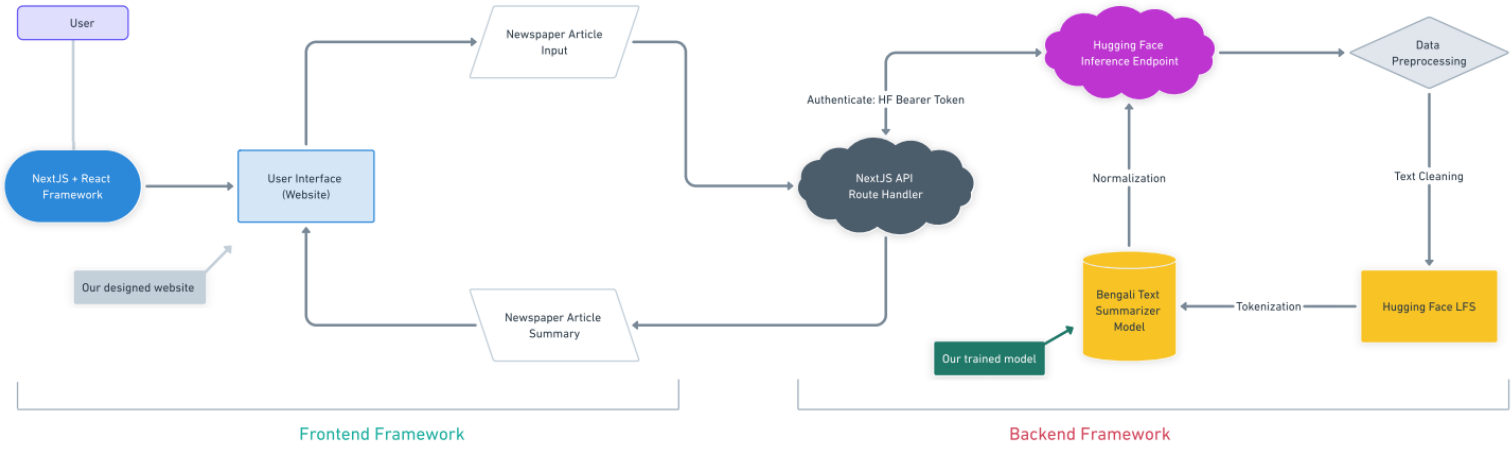 User
NextJS + React
Framework
User Interface
(Website)
Our designed website
Newspaper Article
Input
Newspaper Article
Summary
Authenticate: HF Bearer Token
NextJS API
Route Handler
Hugging Face
Inference Endpoint
Data
Preprocessing
Normalization
Text Cleaning
Bengali Text
Summarizer
Model
Tokenization
Hugging Face LFS
Our trained model
Frontend Framework
Backend Framework